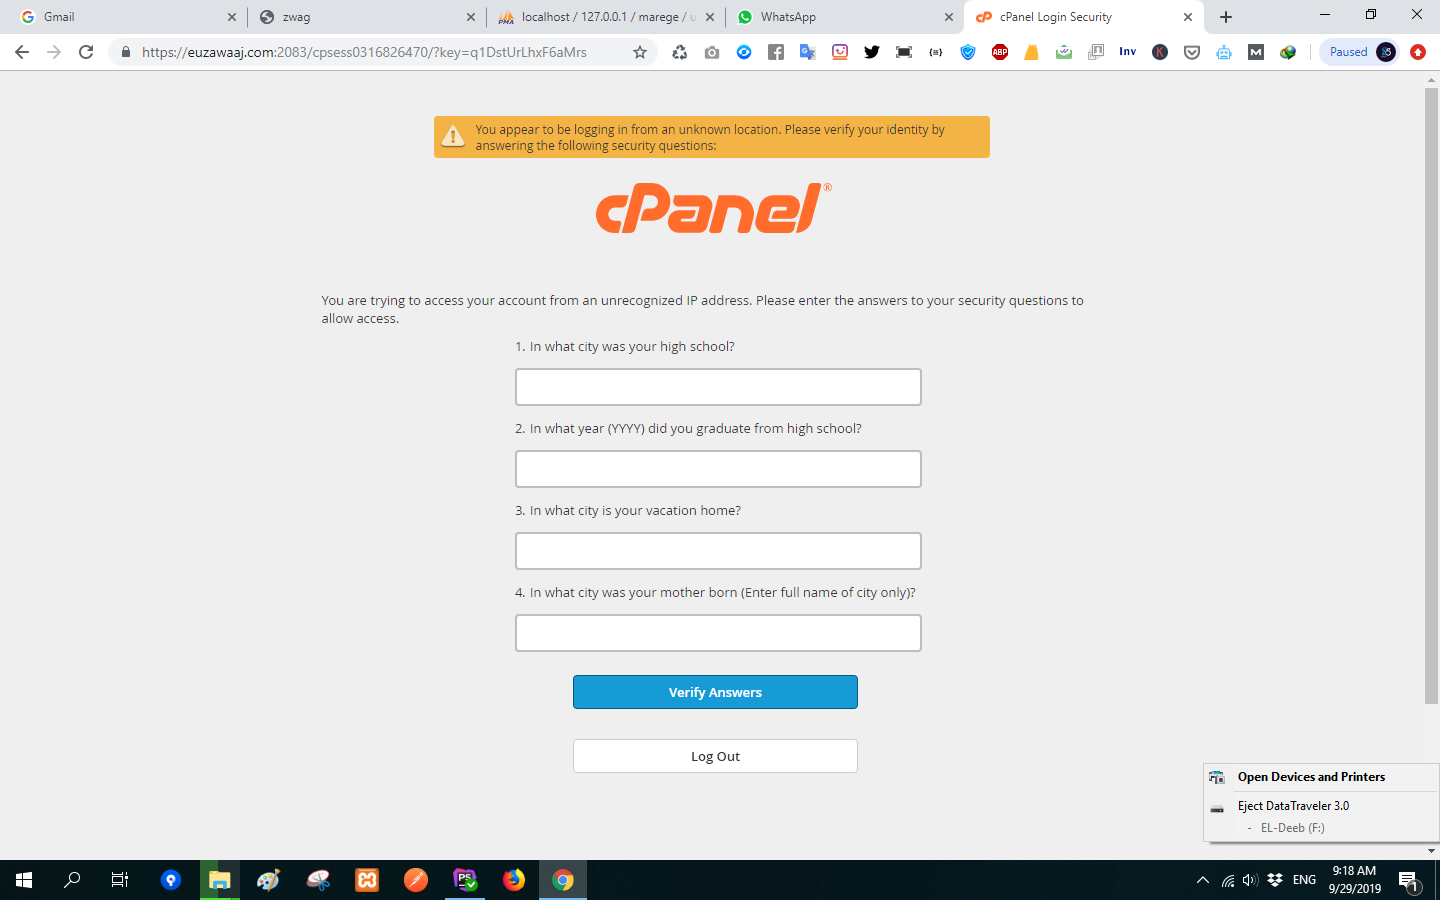 Gmail
zwag
localhost / 127.0.0.1 / marege / u
WhatsApp
cPanel Login Security
https://euzawaaj.com:2083/cpsess0316826470/?key=q1DstUrLhxF6aMrs
ABP
Inv
K
M
Paused
You appear to be logging in from an unknown location. Please verify your identity by
answering the following security questions:
cPanel®
You are trying to access your account from an unrecognized IP address. Please enter the answers to your security questions to
allow access.
1. In what city was your high school?
2. In what year (YYYY) did you graduate from high school?
3. In what city is your vacation home?
4. In what city was your mother born (Enter full name of city only)?
Verify Answers
Log Out
Open Devices and Printers
Eject DataTraveler 3.0
- EL-Deeb (F:)
PS
ENG
9:18 AM
9/29/2019
1